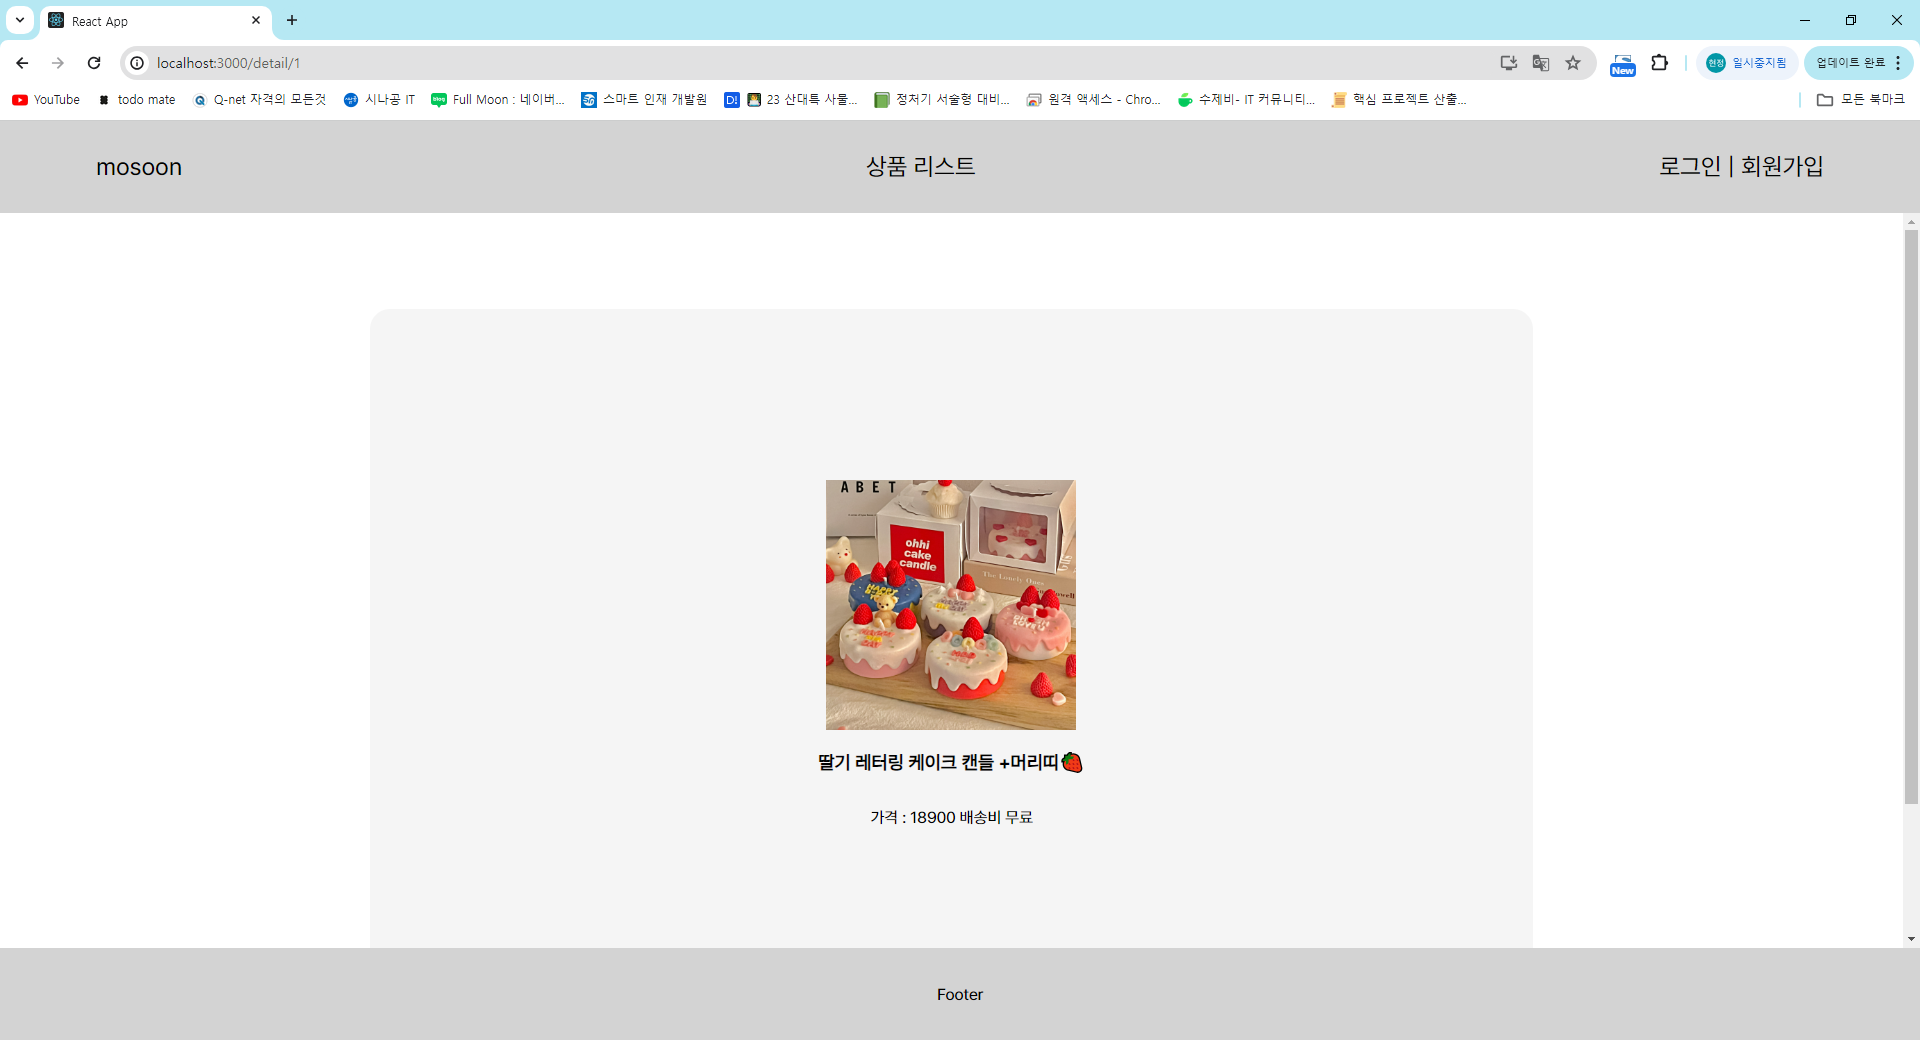 React App
localhost:3000/detail/1
New
현정
일시중지됨
업데이트 완료
YouTube
todo mate
Q-net 자격의 모든것
시나공 IT
Full Moon : 네이버...
스마트 인재 개발원
23 산대특 사물...
정처기 서술형 대비...
원격 액세스 - Chro...
수제비- IT 커뮤니티...
핵심 프로젝트 산출...
모든 북마크
mosoon
상품 리스트
로그인 | 회원가입
ABET
ohhi
cake
candle
The Lonely Ones
HAPPY
딸기 레터링 케이크 캔들 +머리띠🍓
가격 : 18900 배송비 무료
Footer